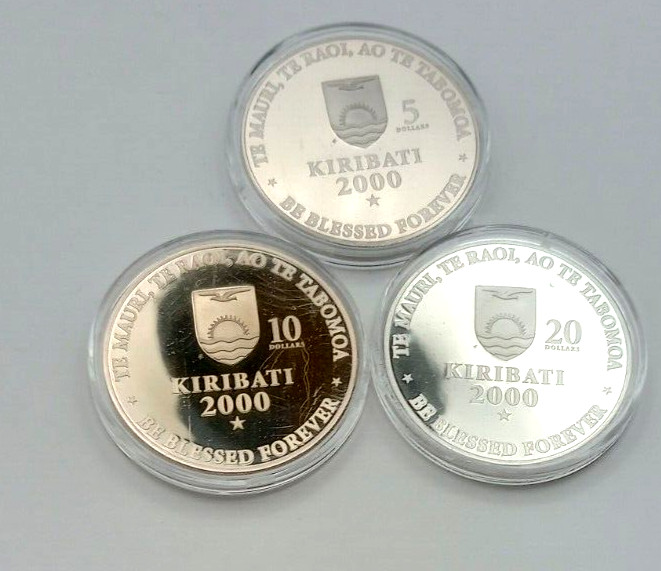 TE MAURI, TE RAOI, AO TE TABOMOA
5
DOLLARS
KIRIBATI
2000
BE BLESSED FOREVER
TE MAURI, TE RAOI, AO TE TABOMOA
10
DOLLARS
KIRIBATI
2000
BE BLESSED FOREVER
TE MAURI, TE RAOI, AO TE TABOMOA
20
DOLLARS
KIRIBATI
2000
BE BLESSED FOREVER